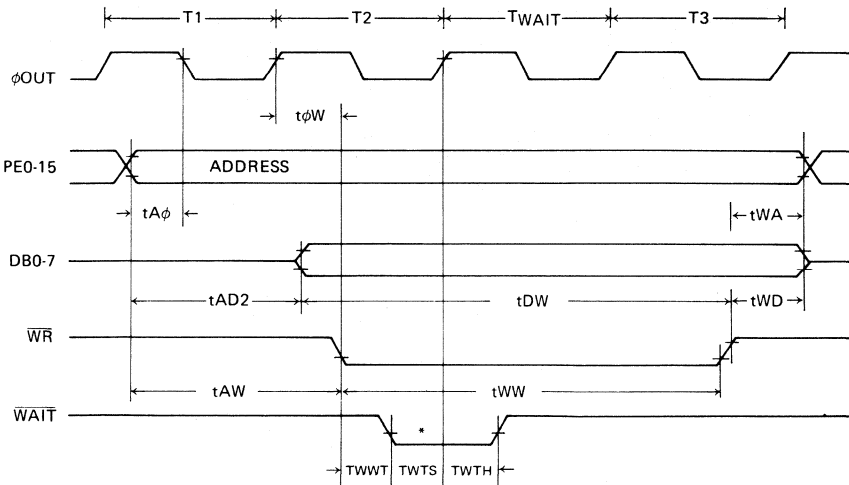 T1 T2 TWAIT T3
φOUT
tφW
PE0-15 ADDRESS
tAφ tWA
DB0-7
tAD2 tDW tWD
WR
tAW tWW
WAIT *
TWWT TWTS TWTH